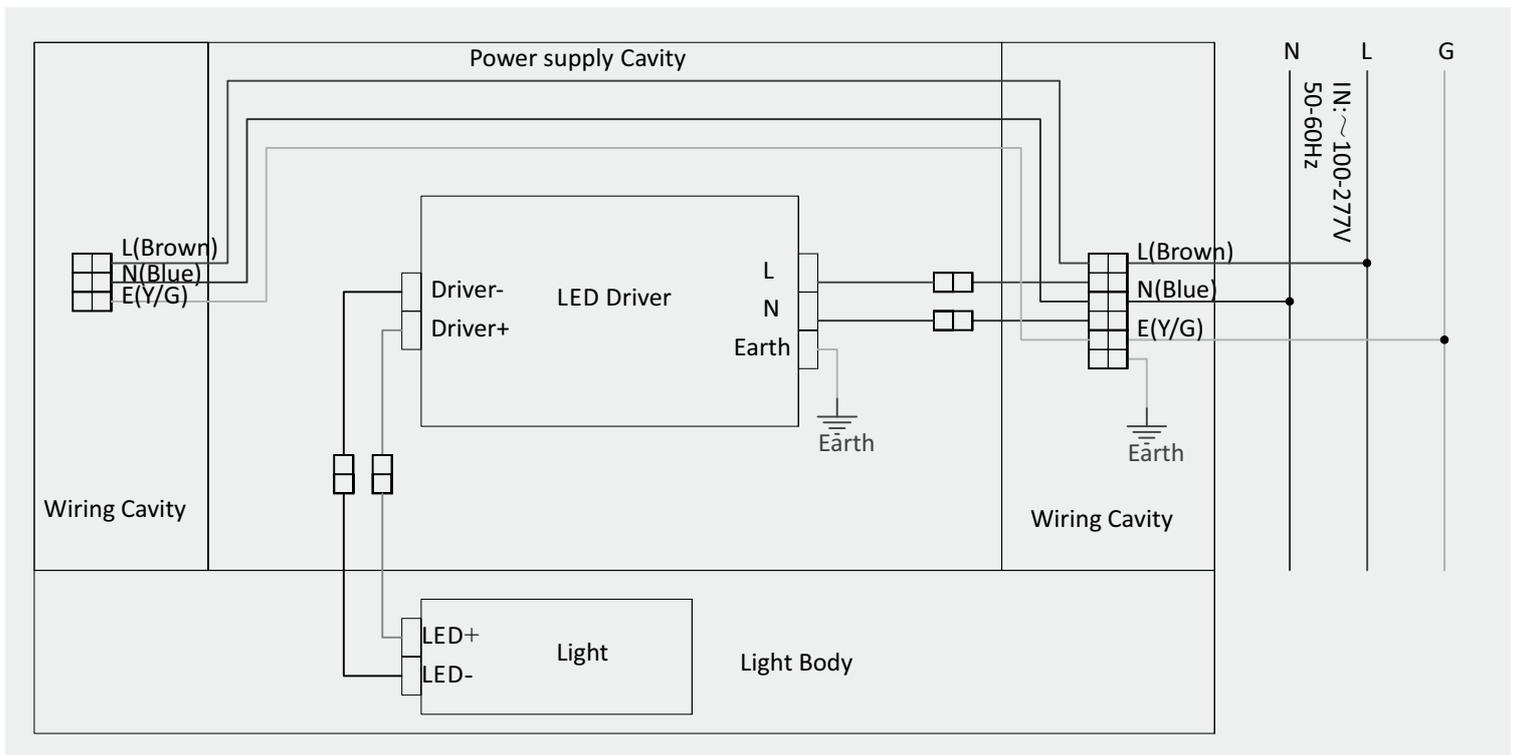 Power supply Cavity
N
L
G
IN:～100-277V
50-60Hz
L(Brown)
N(Blue)
E(Y/G)
Driver-
Driver+
LED Driver
L
N
Earth
L(Brown)
N(Blue)
E(Y/G)
Earth
Earth
Wiring Cavity
Wiring Cavity
LED+
LED-
Light
Light Body